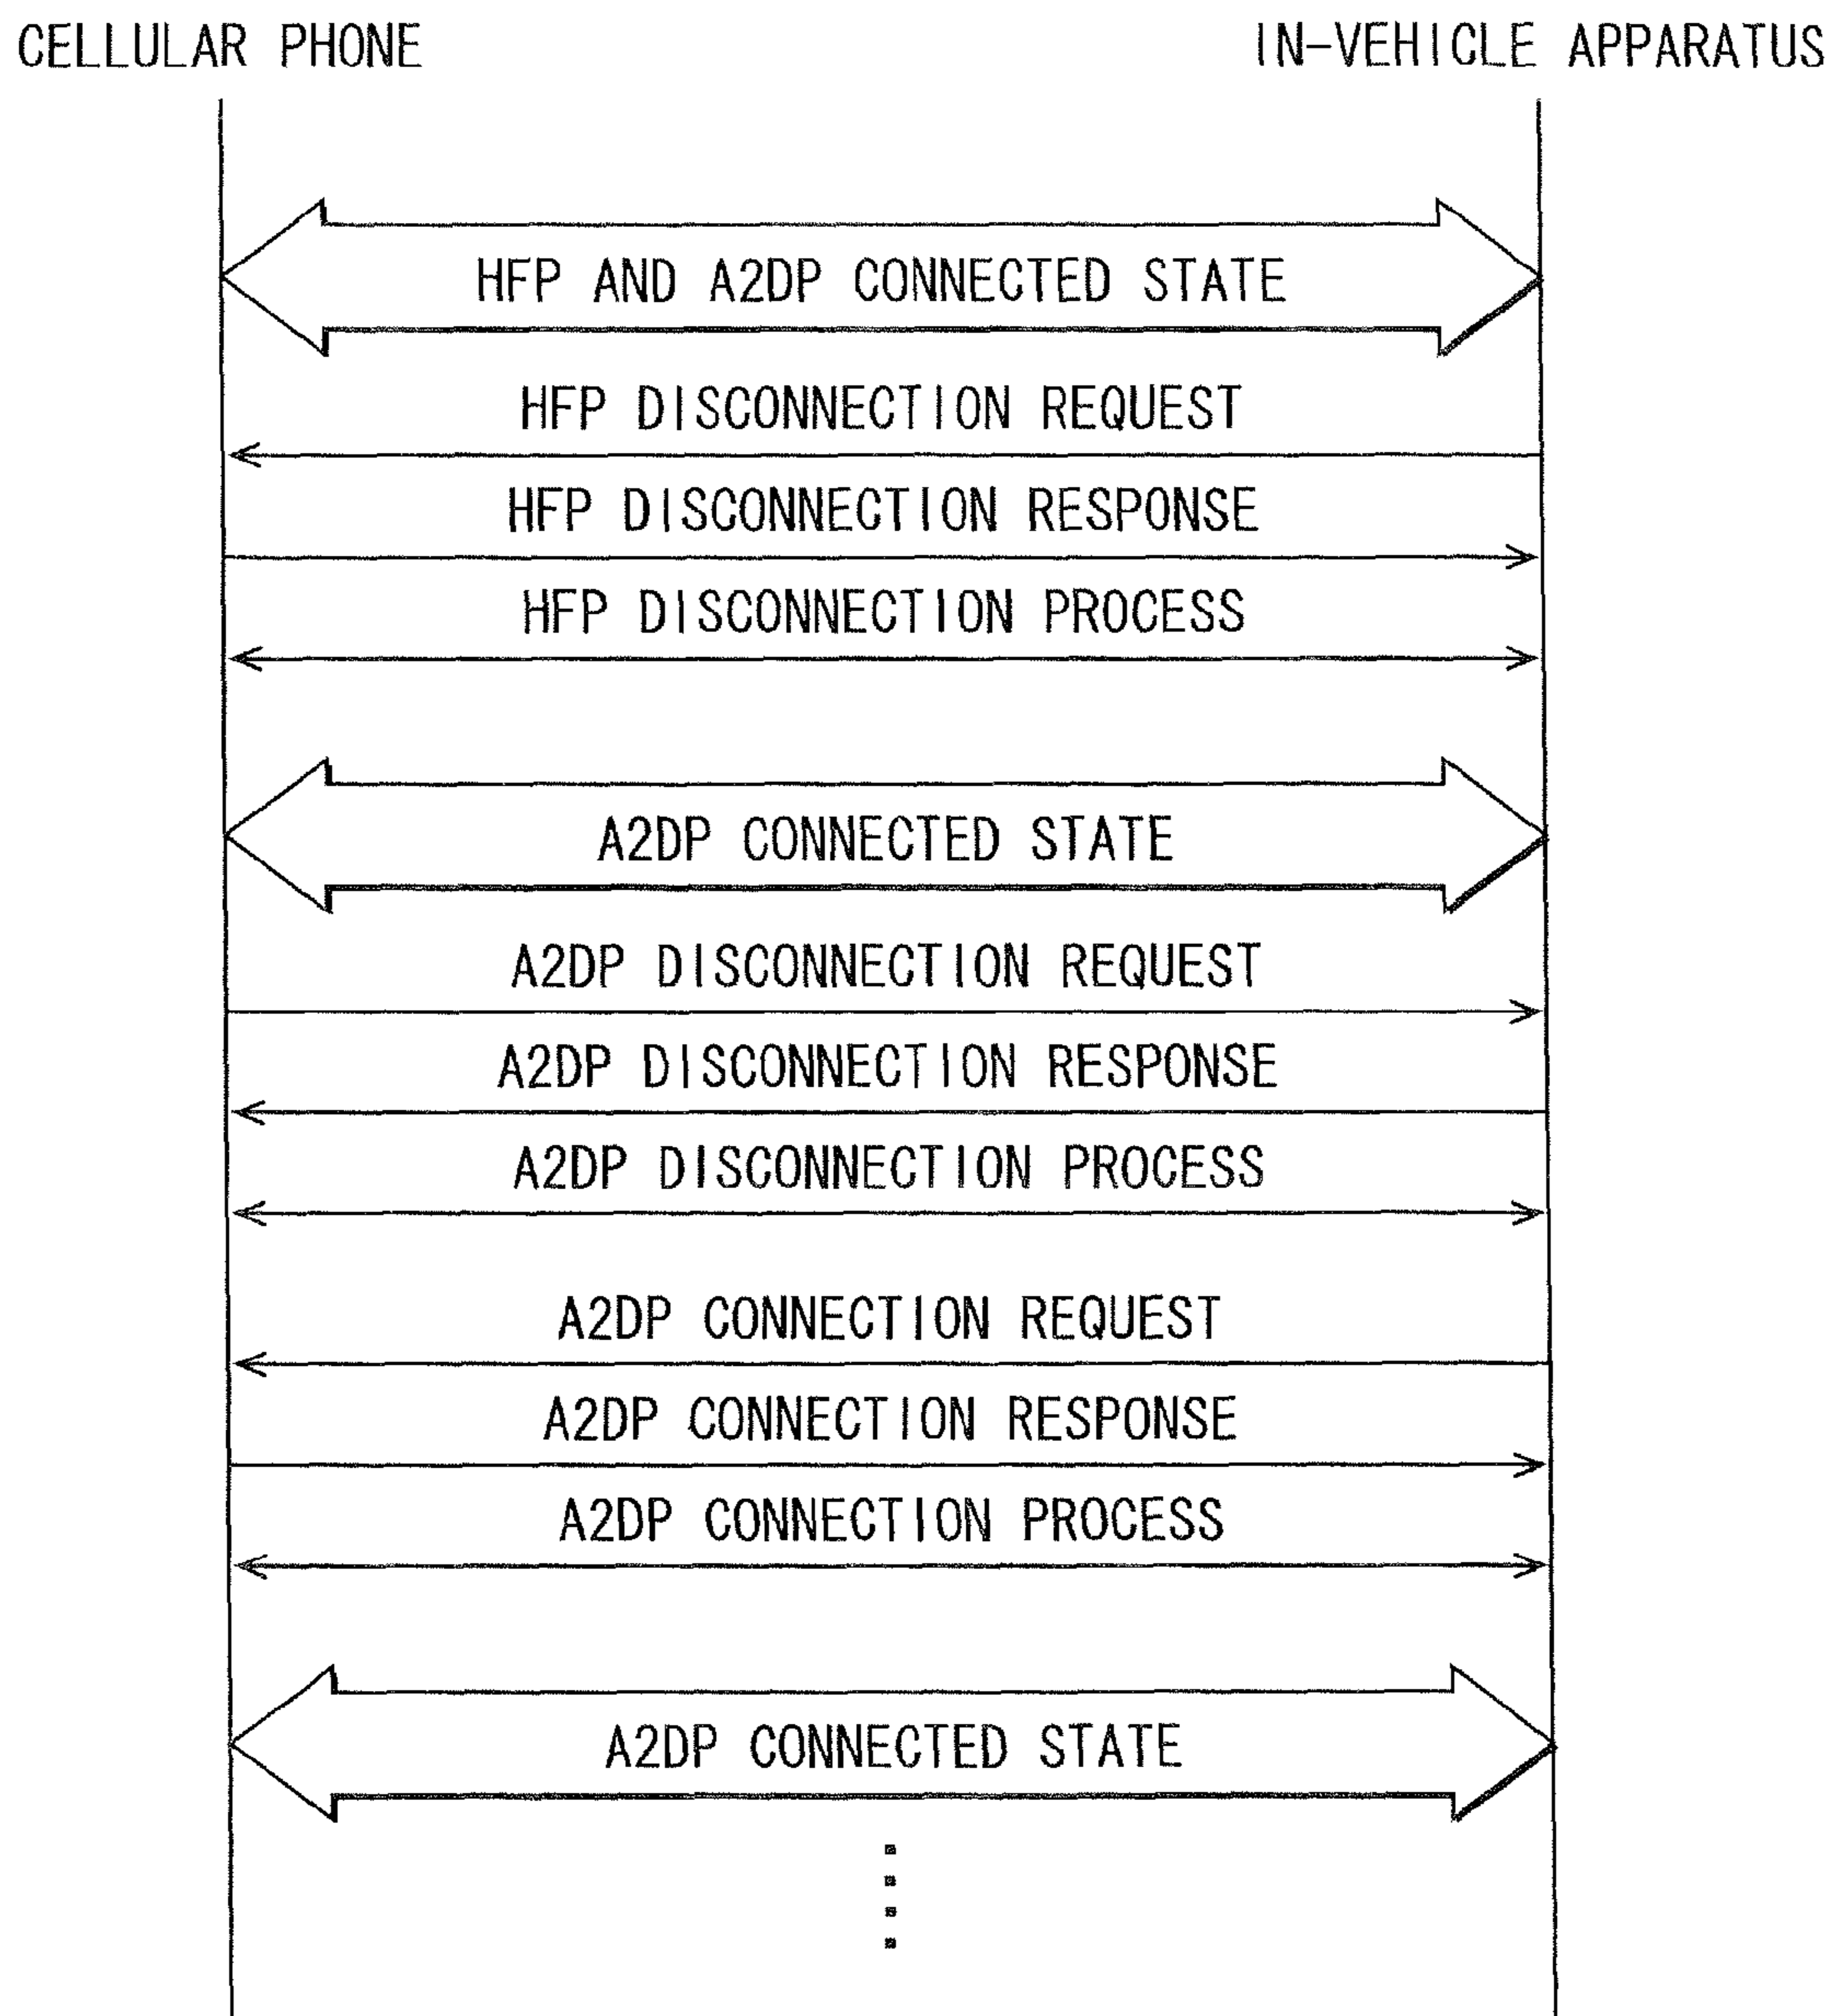 CELLULAR PHONE
IN-VEHICLE APPARATUS
HFP AND A2DP CONNECTED STATE
HFP DISCONNECTION REQUEST
HFP DISCONNECTION RESPONSE
HFP DISCONNECTION PROCESS
A2DP CONNECTED STATE
A2DP DISCONNECTION REQUEST
A2DP DISCONNECTION RESPONSE
A2DP DISCONNECTION PROCESS
A2DP CONNECTION REQUEST
A2DP CONNECTION RESPONSE
A2DP CONNECTION PROCESS
A2DP CONNECTED STATE